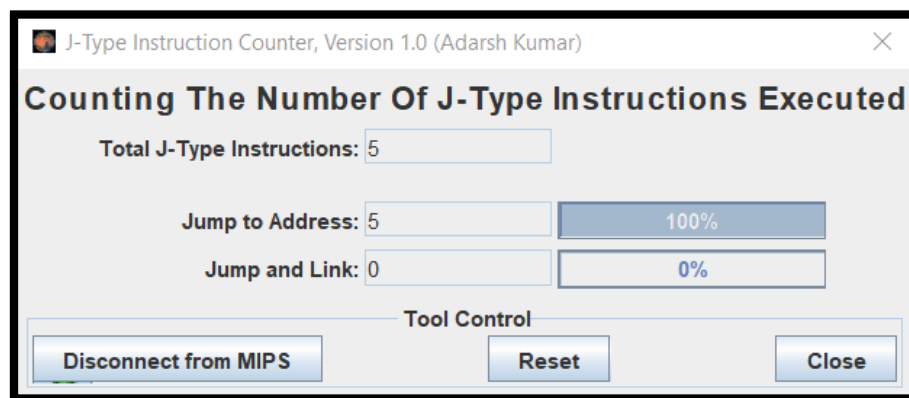 J-Type Instruction Counter, Version 1.0 (Adarsh Kumar)
Counting The Number Of J-Type Instructions Executed
Total J-Type Instructions: 5
Jump to Address: 5 100%
Jump and Link: 0 0%
Tool Control
Disconnect from MIPS Reset Close